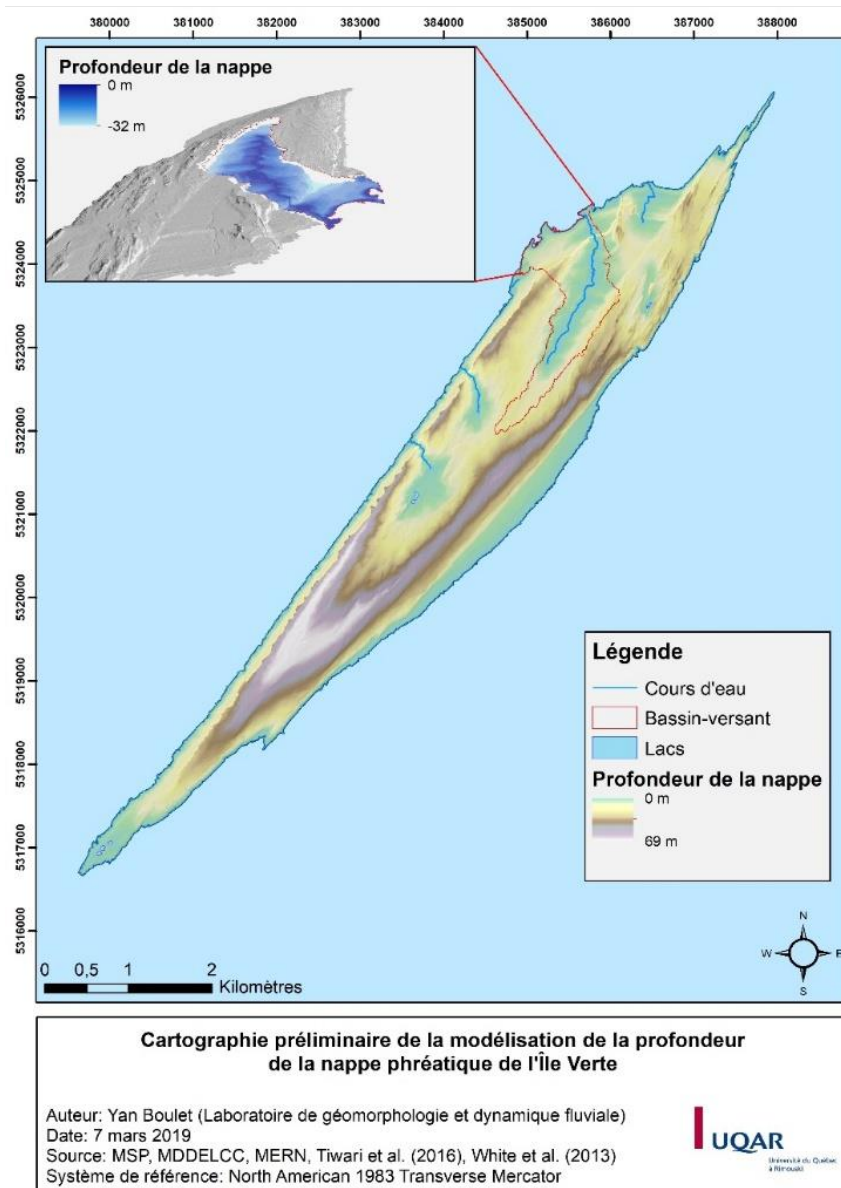 380000 381000 382000 383000 384000 385000 386000 387000 388000
Profondeur de la nappe
0 m
-32 m
5326000
5325000
5324000
5323000
5322000
5321000
5320000
5319000
5318000
5317000
5316000
Légende
Cours d'eau
Bassin-versant
Lacs
Profondeur de la nappe
0 m
69 m
N
W E
S
0 0,5 1 2
Kilomètres
Cartographie préliminaire de la modélisation de la profondeur
de la nappe phréatique de l'Île Verte
Auteur: Yan Boulet (Laboratoire de géomorphologie et dynamique fluviale)
Date: 7 mars 2019
Source: MSP, MDDELCC, MERN, Tiwari et al. (2016), White et al. (2013)
Système de référence: North American 1983 Transverse Mercator
UQAR
Université du Québec
à Rimouski